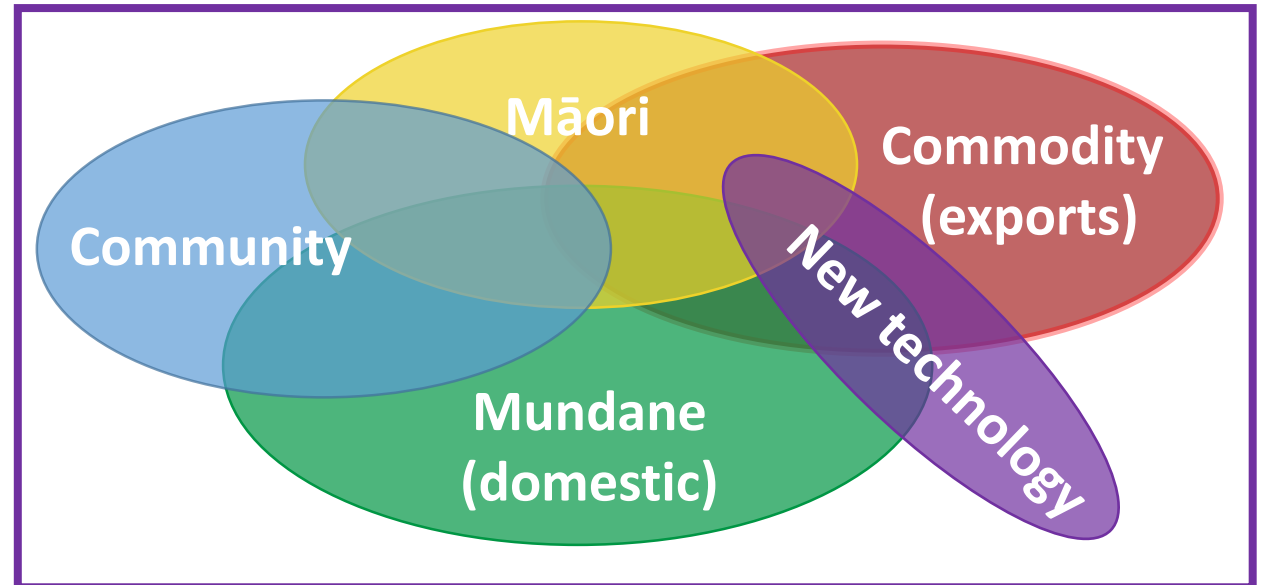 Māori
Commodity
(exports)
Community
New technology
Mundane
(domestic)